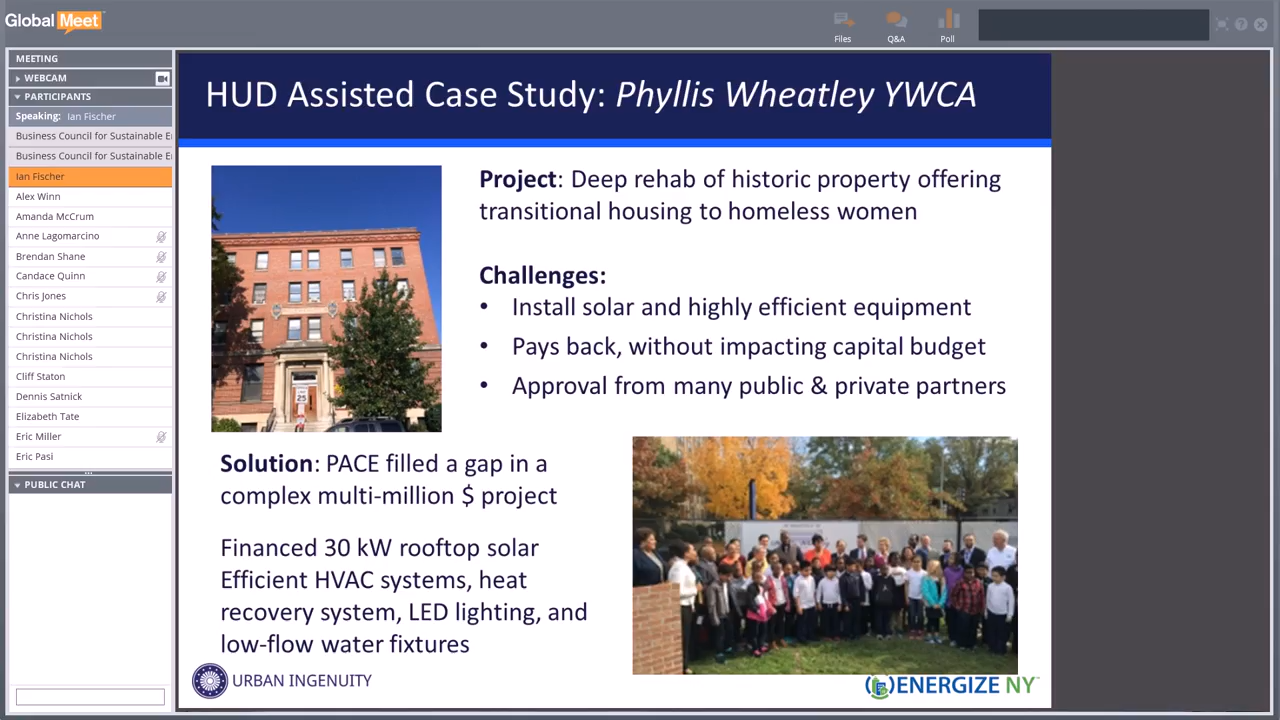 Global Meet
Files
Q&A
Poll
MEETING
WEBCAM
PARTICIPANTS
Speaking: Ian Fischer
Business Council for Sustainable E
Business Council for Sustainable E
Ian Fischer
Alex Winn
Amanda McCrum
Anne Lagomarcino
Brendan Shane
Candace Quinn
Chris Jones
Christina Nichols
Christina Nichols
Christina Nichols
Cliff Staton
Dennis Satnick
Elizabeth Tate
Eric Miller
Eric Pasi
PUBLIC CHAT
HUD Assisted Case Study: Phyllis Wheatley YWCA
Project: Deep rehab of historic property offering
transitional housing to homeless women
Challenges:
• Install solar and highly efficient equipment
• Pays back, without impacting capital budget
• Approval from many public & private partners
SPEED
LIMIT
25
Solution: PACE filled a gap in a
complex multi-million $ project
Financed 30 kW rooftop solar
Efficient HVAC systems, heat
recovery system, LED lighting, and
low-flow water fixtures
URBAN INGENUITY
ENERGIZE NY™